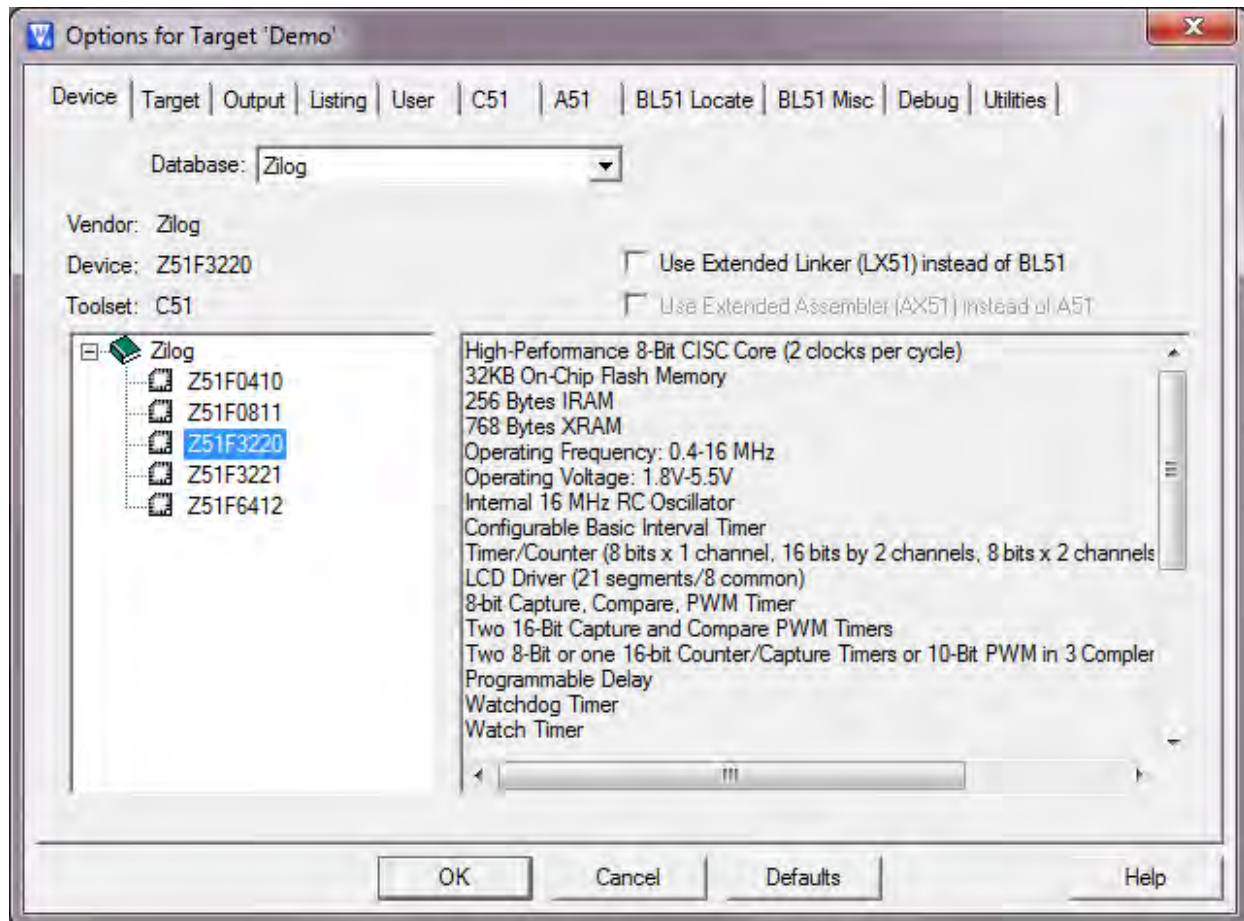 Options for Target 'Demo'
Device Target Output Listing User C51 A51 BL51 Locate BL51 Misc Debug Utilities
Database: Zilog
Vendor: Zilog
Device: Z51F3220
Use Extended Linker (LX51) instead of BL51
Toolset: C51
Use Extended Assembler (AX51) instead of A51
Zilog
Z51F0410
Z51F0811
Z51F3220
Z51F3221
Z51F6412
High-Performance 8-Bit CISC Core (2 clocks per cycle)
32KB On-Chip Flash Memory
256 Bytes IRAM
768 Bytes XRAM
Operating Frequency: 0.4-16 MHz
Operating Voltage: 1.8V-5.5V
Internal 16 MHz RC Oscillator
Configurable Basic Interval Timer
Timer/Counter (8 bits x 1 channel, 16 bits by 2 channels, 8 bits x 2 channels
LCD Driver (21 segments/8 common)
8-bit Capture, Compare, PWM Timer
Two 16-Bit Capture and Compare PWM Timers
Two 8-Bit or one 16-bit Counter/Capture Timers or 10-Bit PWM in 3 Compler
Programmable Delay
Watchdog Timer
Watch Timer
OK Cancel Defaults Help